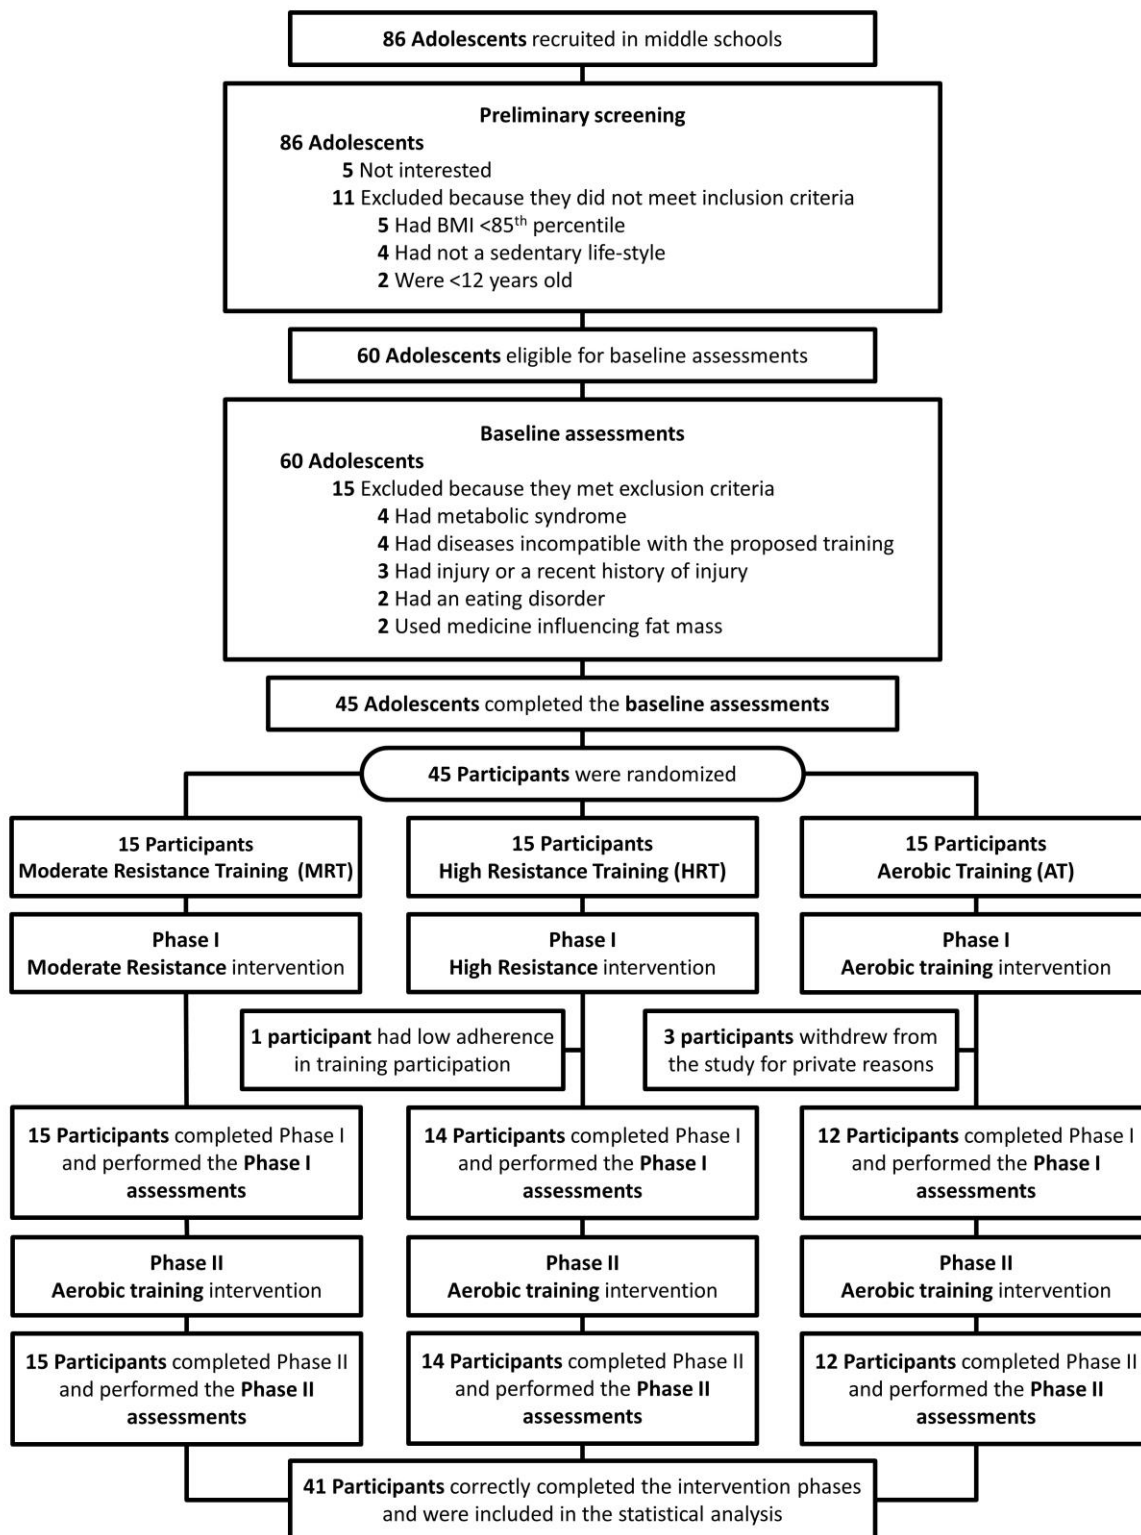 86 Adolescents recruited in middle schools
Preliminary screening
86 Adolescents
5 Not interested
11 Excluded because they did not meet inclusion criteria
5 Had BMI <85th percentile
4 Had not a sedentary life-style
2 Were <12 years old
60 Adolescents eligible for baseline assessments
Baseline assessments
60 Adolescents
15 Excluded because they met exclusion criteria
4 Had metabolic syndrome
4 Had diseases incompatible with the proposed training
3 Had injury or a recent history of injury
2 Had an eating disorder
2 Used medicine influencing fat mass
45 Adolescents completed the baseline assessments
45 Participants were randomized
15 Participants
Moderate Resistance Training (MRT)
15 Participants
High Resistance Training (HRT)
15 Participants
Aerobic Training (AT)
Phase I
Moderate Resistance intervention
Phase I
High Resistance intervention
Phase I
Aerobic training intervention
1 participant had low adherence
in training participation
3 participants withdrew from
the study for private reasons
15 Participants completed Phase I
and performed the Phase I
assessments
14 Participants completed Phase I
and performed the Phase I
assessments
12 Participants completed Phase I
and performed the Phase I
assessments
Phase II
Aerobic training intervention
Phase II
Aerobic training intervention
Phase II
Aerobic training intervention
15 Participants completed Phase II
and performed the Phase II
assessments
14 Participants completed Phase II
and performed the Phase II
assessments
12 Participants completed Phase II
and performed the Phase II
assessments
41 Participants correctly completed the intervention phases
and were included in the statistical analysis